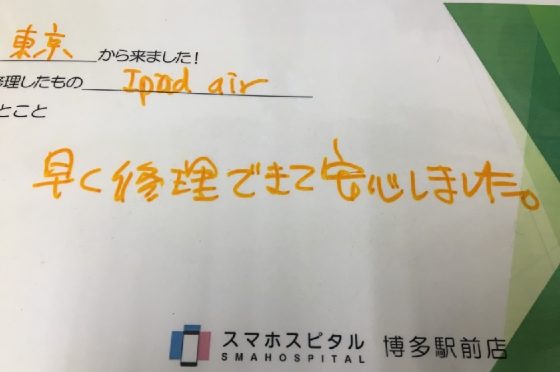 東京 から来ました!
修理したもの Ipad air
とこと
早く修理できて安心しました。
スマホスピタル 博多駅前店
SMAHOSPITAL